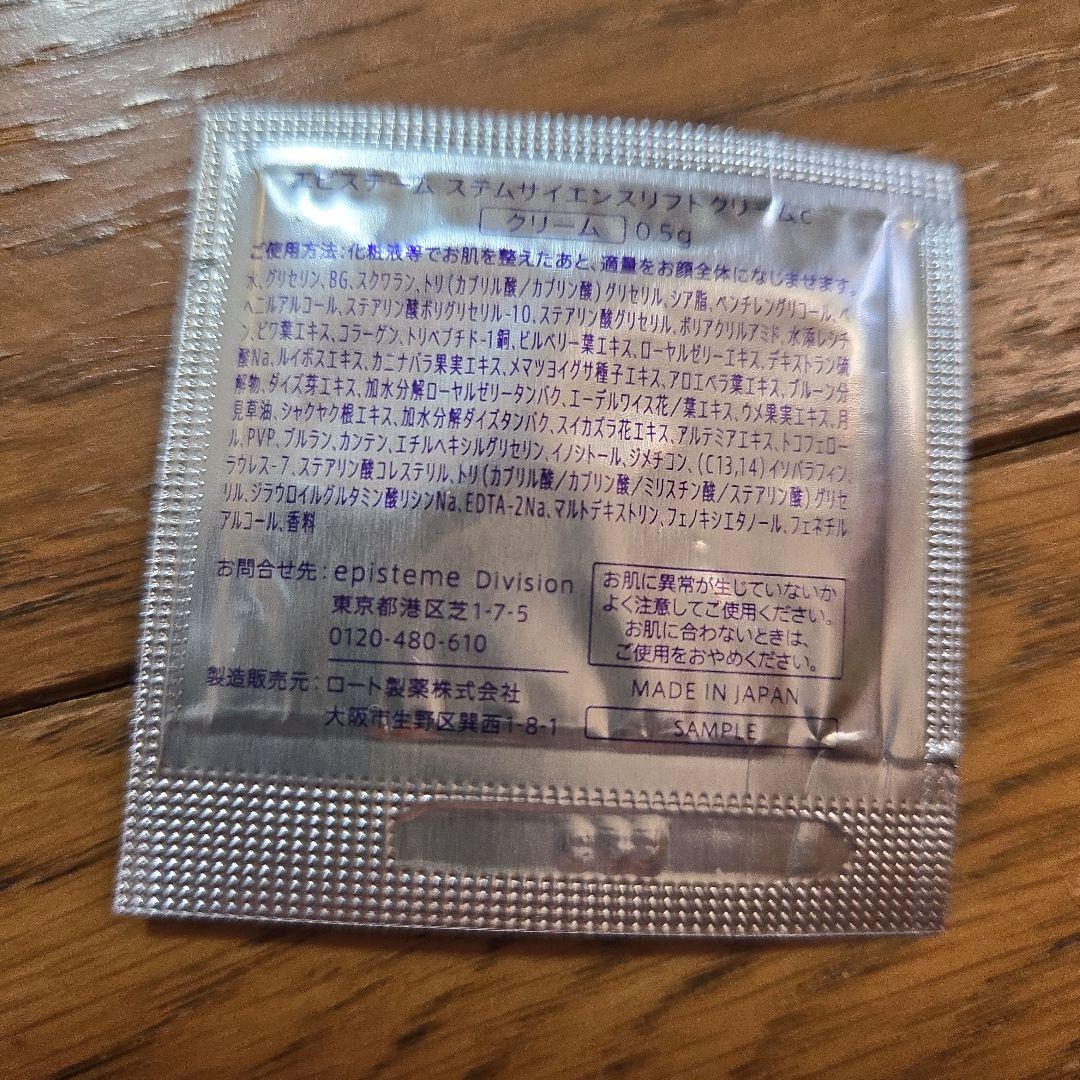 エピステーム ステムサイエンスリフトクリームc
クリーム 0.5g
ご使用方法:化粧液等でお肌を整えたあと、適量をお顔全体になじませます。
水、グリセリン、BG、スクワラン、トリ(カプリル酸/カプリン酸)グリセリル、シア脂、ペンチレングリコール、ベ
ヘニルアルコール、ステアリン酸ポリグリセリル-10、ステアリン酸グリセリル、ポリアクリルアミド、水添レシチ
ン、ビワ葉エキス、コラーゲン、トリペプチド-1銅、ビルベリー葉エキス、ローヤルゼリーエキス、デキストラン硫
酸Na、ルイボスエキス、カニナバラ果実エキス、メマツヨイグサ種子エキス、アロエベラ葉エキス、プルーン分
解物、ダイズ芽エキス、加水分解ローヤルゼリータンパク、エーデルワイス花/葉エキス、ウメ果実エキス、月
見草油、シャクヤク根エキス、加水分解ダイズタンパク、スイカズラ花エキス、アルテミアエキス、トコフェロー
ル、PVP、プルラン、カンテン、エチルヘキシルグリセリン、イノシトール、ジメチコン、(C13,14)イソパラフィン、
ラウレス-7、ステアリン酸コレステリル、トリ(カプリル酸/カプリン酸/ミリスチン酸/ステアリン酸)グリセ
リル、ジラウロイルグルタミン酸リシンNa、EDTA-2Na、マルトデキストリン、フェノキシエタノール、フェネチル
アルコール、香料
お問合せ先:episteme Division
東京都港区芝1-7-5
0120-480-610
製造販売元:ロート製薬株式会社
大阪市生野区巽西1-8-1
お肌に異常が生じていないか
よく注意してご使用ください。
お肌に合わないときは、
ご使用をおやめください。
MADE IN JAPAN
SAMPLE